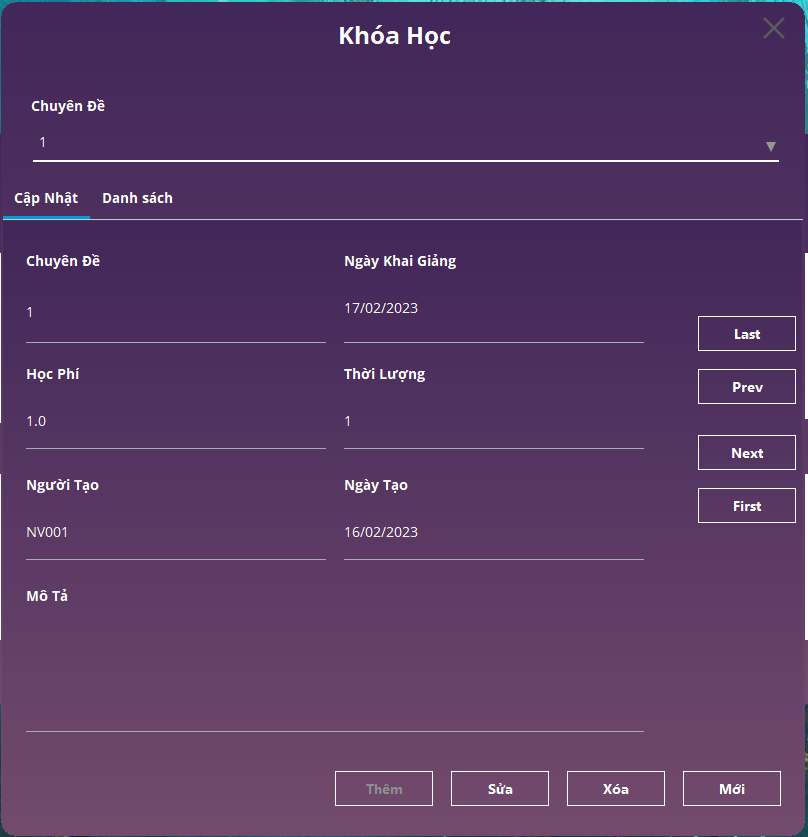 Khóa Học
Chuyên Đề
1
Cập Nhật Danh sách
Chuyên Đề Ngày Khai Giảng
1 17/02/2023
Last
Học Phí Thời Lượng
Prev
1.0 1
Next
Người Tạo Ngày Tạo
First
NV001 16/02/2023
Mô Tả
Thêm Sửa Xóa Mới